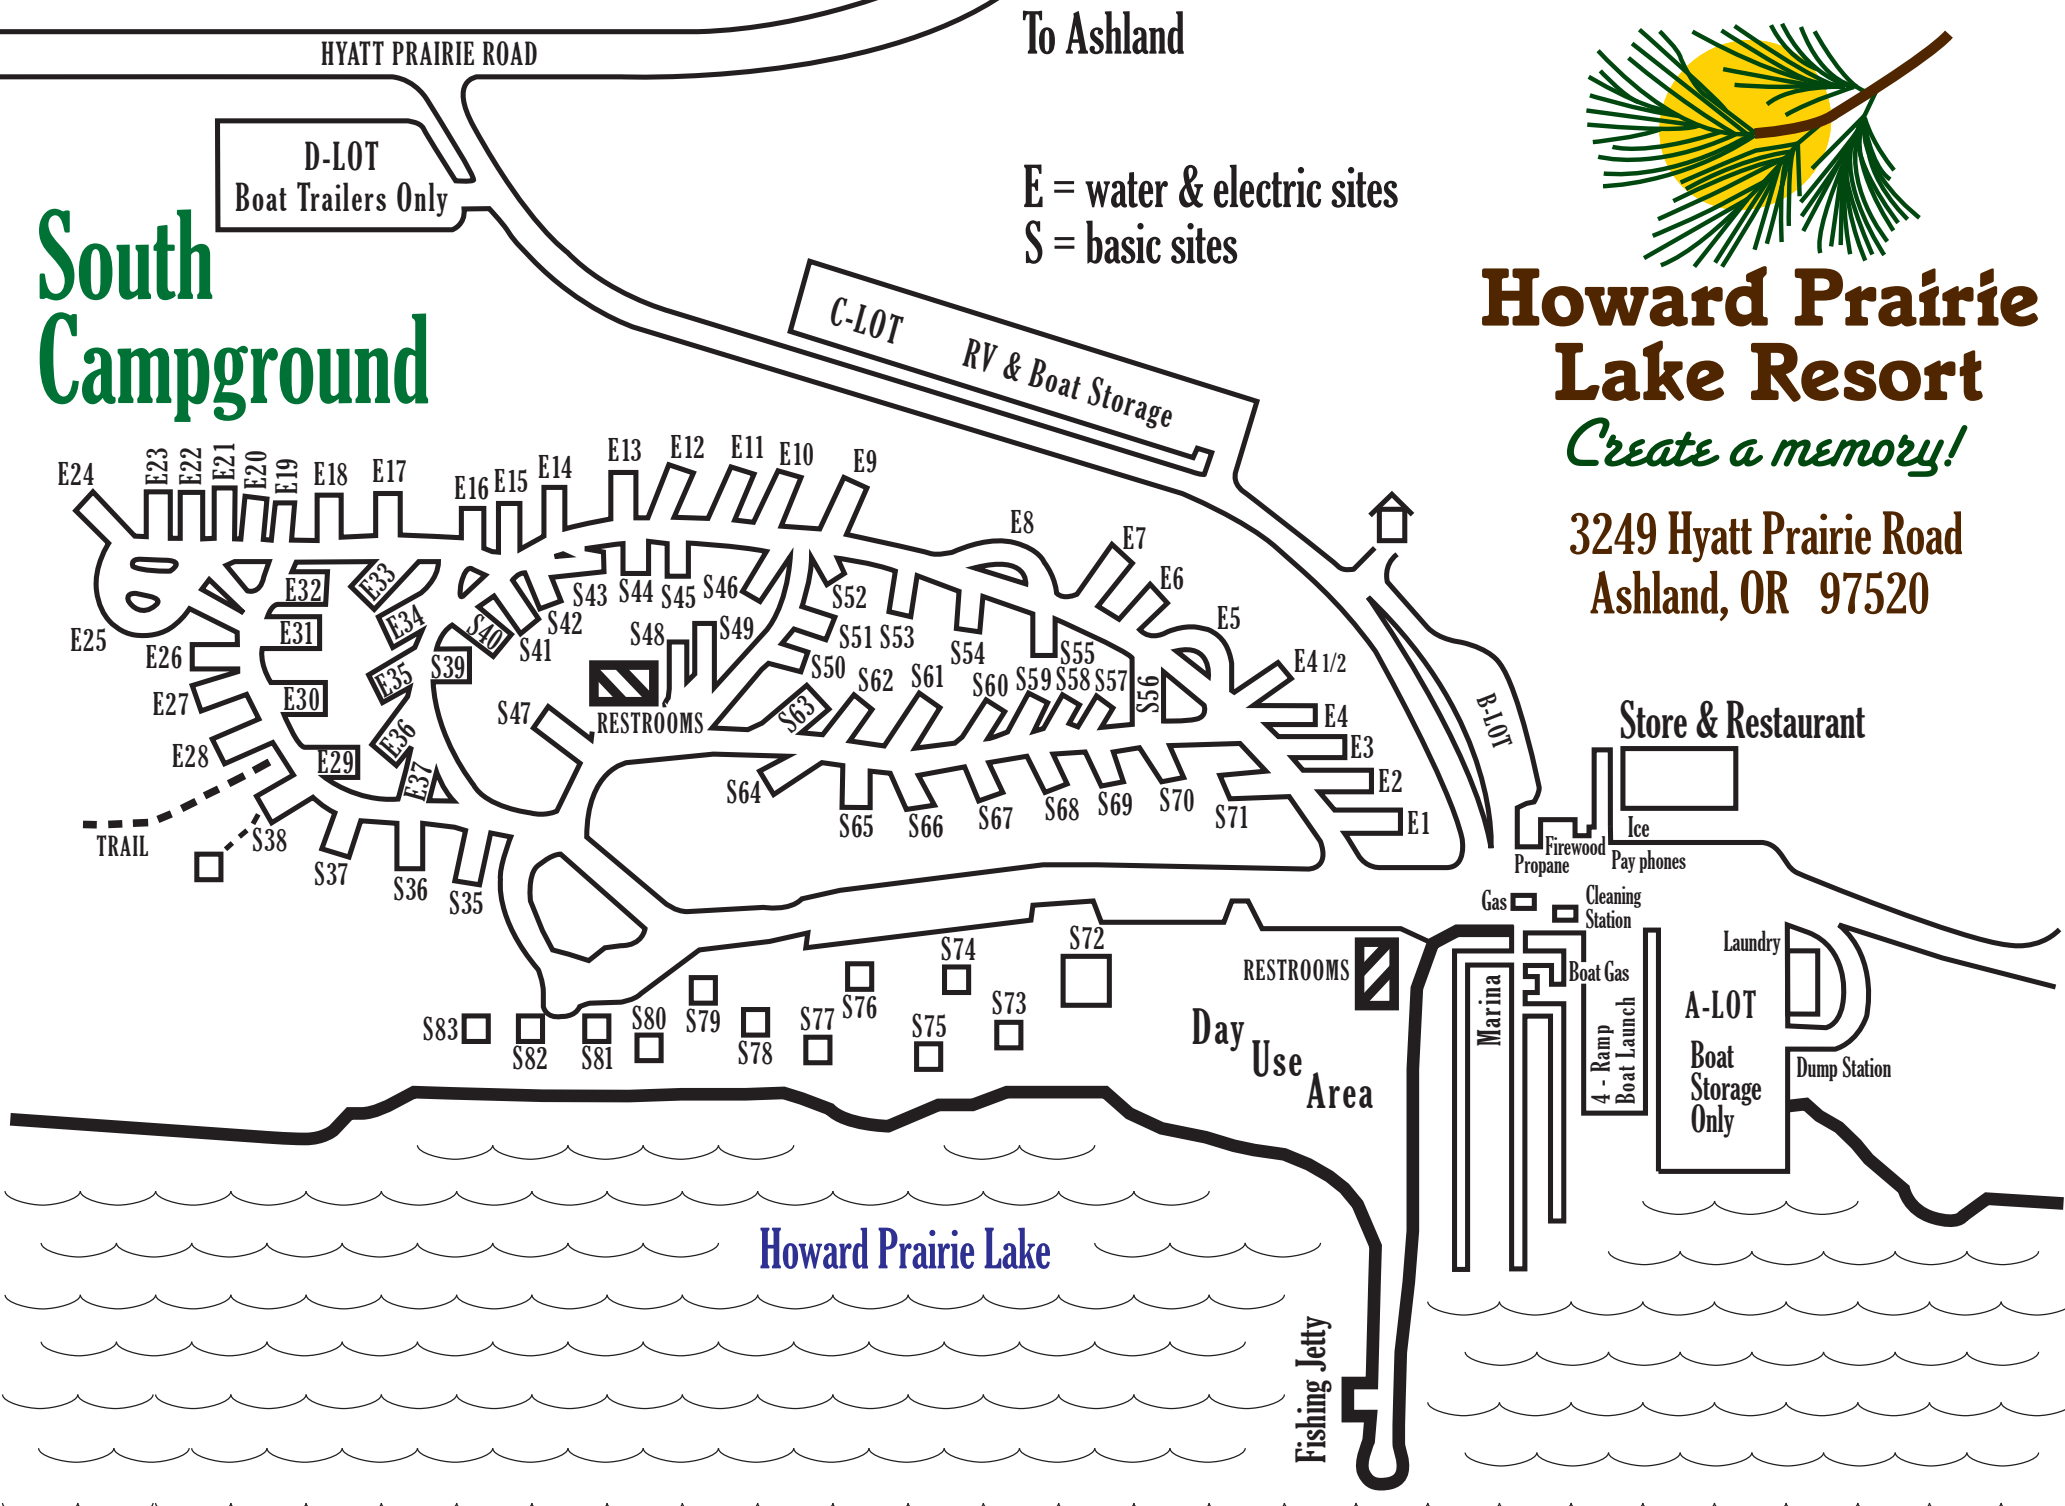 To Ashland
HYATT PRAIRIE ROAD
D-LOT
Boat Trailers Only
E = water & electric sites
S = basic sites
South
Campground
C-LOT
RV & Boat Storage
Howard Prairie
Lake Resort
Create a memory!
3249 Hyatt Prairie Road
Ashland, OR 97520
E24
E23
E22
E21
E20
E19
E18
E17
E16
E15
E14
E13
E12
E11
E10
E9
E8
E7
E6
E5
E4 1/2
E4
E3
E2
E1
E25
E26
E27
E28
E29
E30
E31
E32
E33
E34
E35
E36
E37
S39
S40
S41
S42
S43
S44
S45
S46
S47
S48
S49
S50
S51
S52
S53
S54
S55
S56
S57
S58
S59
S60
S61
S62
S63
RESTROOMS
S64
S65
S66
S67
S68
S69
S70
S71
S38
S37
S36
S35
TRAIL
B-LOT
Store & Restaurant
Ice
Firewood
Propane
Pay phones
Gas
Cleaning
Station
Laundry
Boat Gas
Marina
4 - Ramp
Boat Launch
A-LOT
Boat
Storage
Only
Dump Station
RESTROOMS
S72
S73
S74
S75
S76
S77
S78
S79
S80
S81
S82
S83
Day
Use
Area
Howard Prairie Lake
Fishing Jetty